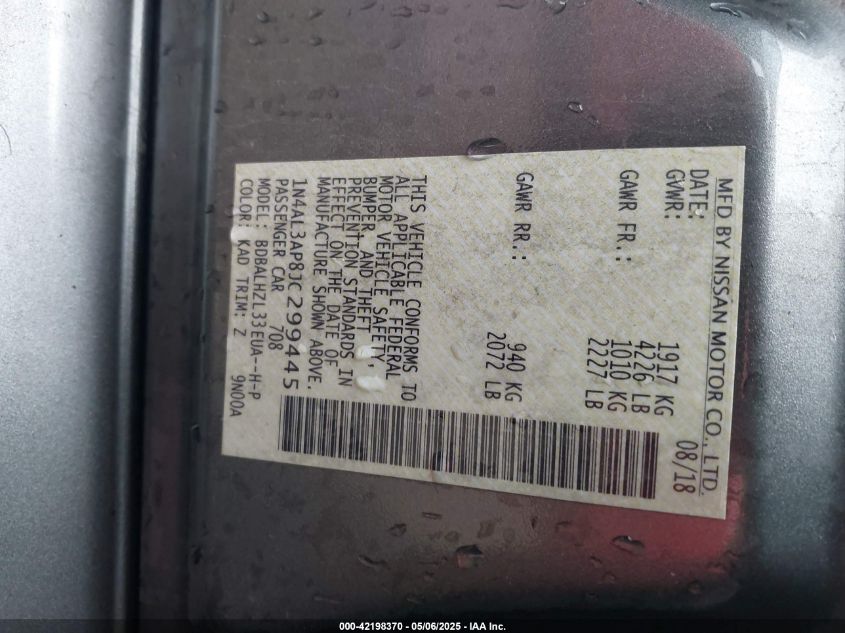 MFD BY NISSAN MOTOR CO., LTD.
DATE: 08/18
GVWR: 1917 KG
4226 LB
GAWR FR.: 1010 KG
2227 LB
GAWR RR.: 940 KG
2072 LB
THIS VEHICLE CONFORMS TO
ALL APPLICABLE FEDERAL
MOTOR VEHICLE SAFETY,
BUMPER, AND THEFT
PREVENTION STANDARDS IN
EFFECT ON THE DATE OF
MANUFACTURE SHOWN ABOVE.
1N4AL3AP8JC299445
PASSENGER CAR 708
MODEL: BDBALHZL33EUA--H-P
COLOR: KAD TRIM: Z 9N00A
000-42198370 - 05/06/2025 - IAA Inc.